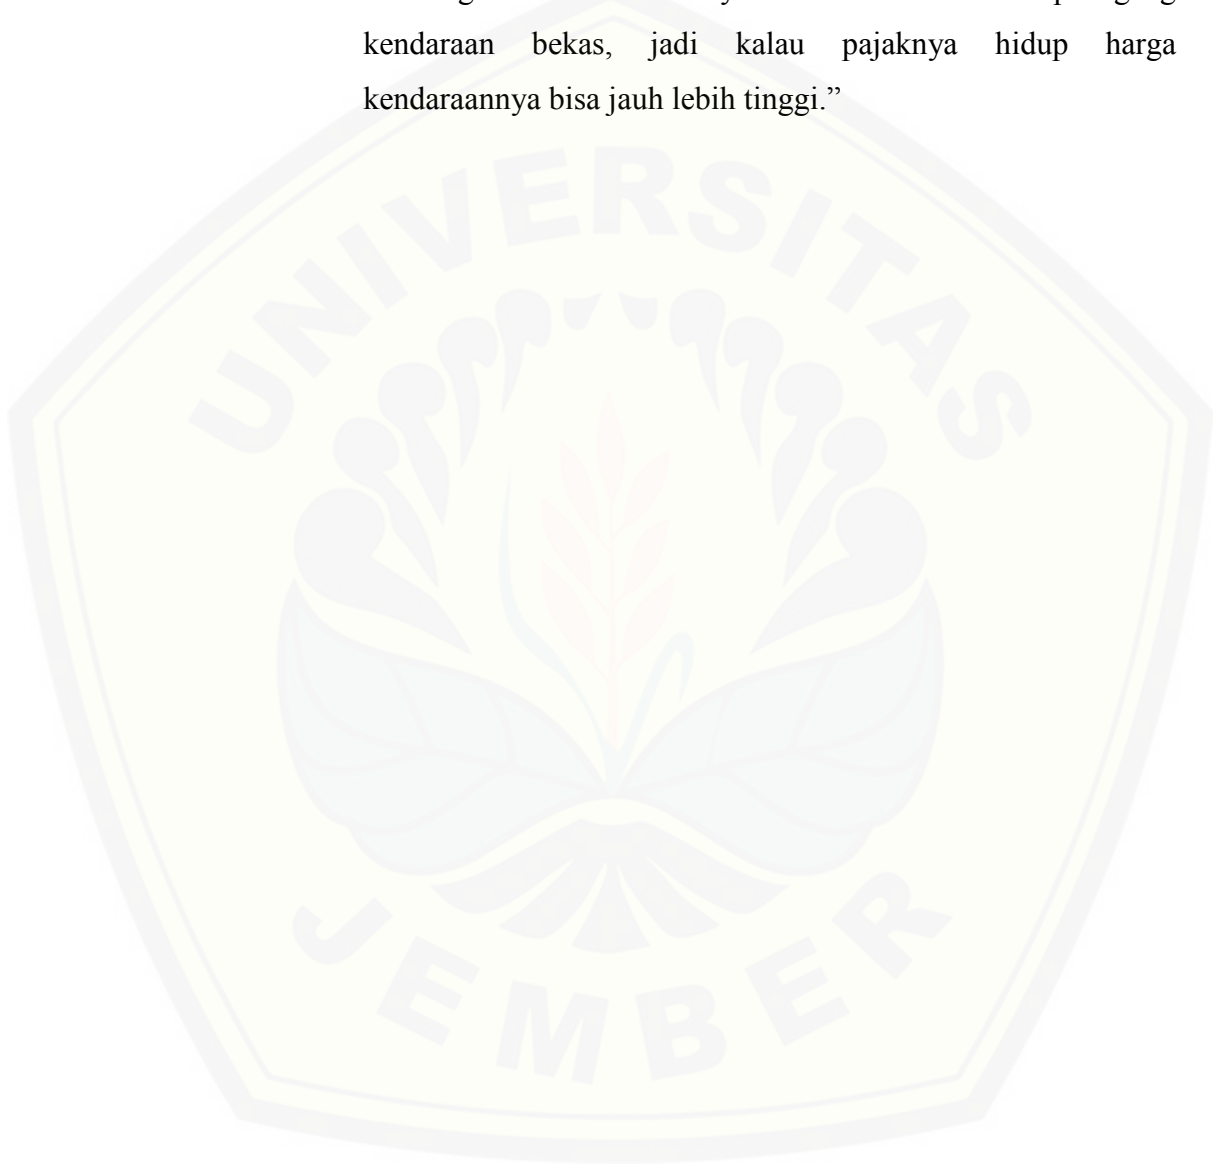 kendaraan bekas, jadi kalau pajaknya hidup harga
kendaraannya bisa jauh lebih tinggi.”
UNIVERSITAS
JEMBER